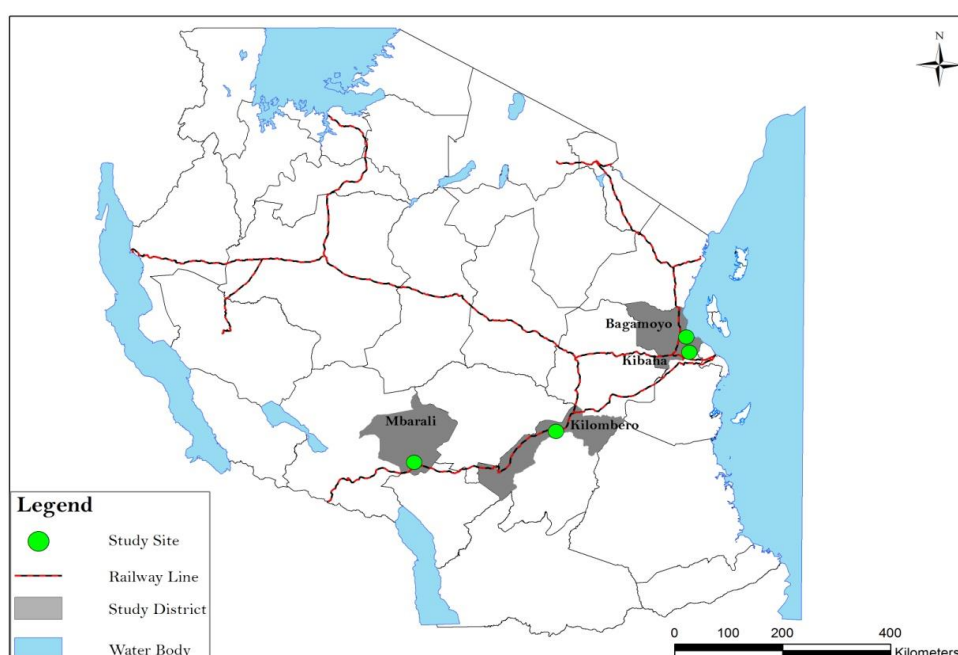 N
Bagamoyo
Kibaha
Mbarali
Kilombero
Legend
Study Site
Railway Line
Study District
Water Body
0 100 200 400
Kilometers